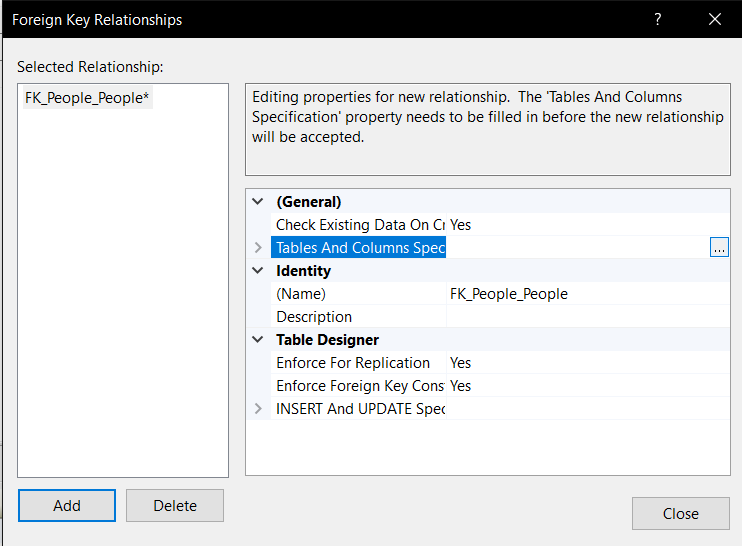 Foreign Key Relationships
?
Selected Relationship:
FK_People_People*
Editing properties for new relationship. The 'Tables And Columns
Specification' property needs to be filled in before the new relationship
will be accepted.
(General)
Check Existing Data On Cr Yes
Tables And Columns Spec ...
Identity
(Name) FK_People_People
Description
Table Designer
Enforce For Replication Yes
Enforce Foreign Key Cons Yes
INSERT And UPDATE Spec
Add Delete
Close